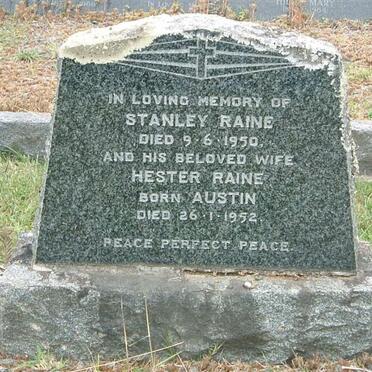 IN LOVING MEMORY OF
STANLEY RAINE
DIED 9-6-1950.
AND HIS BELOVED WIFE
HESTER RAINE
BORN AUSTIN
DIED 26-1-1952.
PEACE PERFECT PEACE.